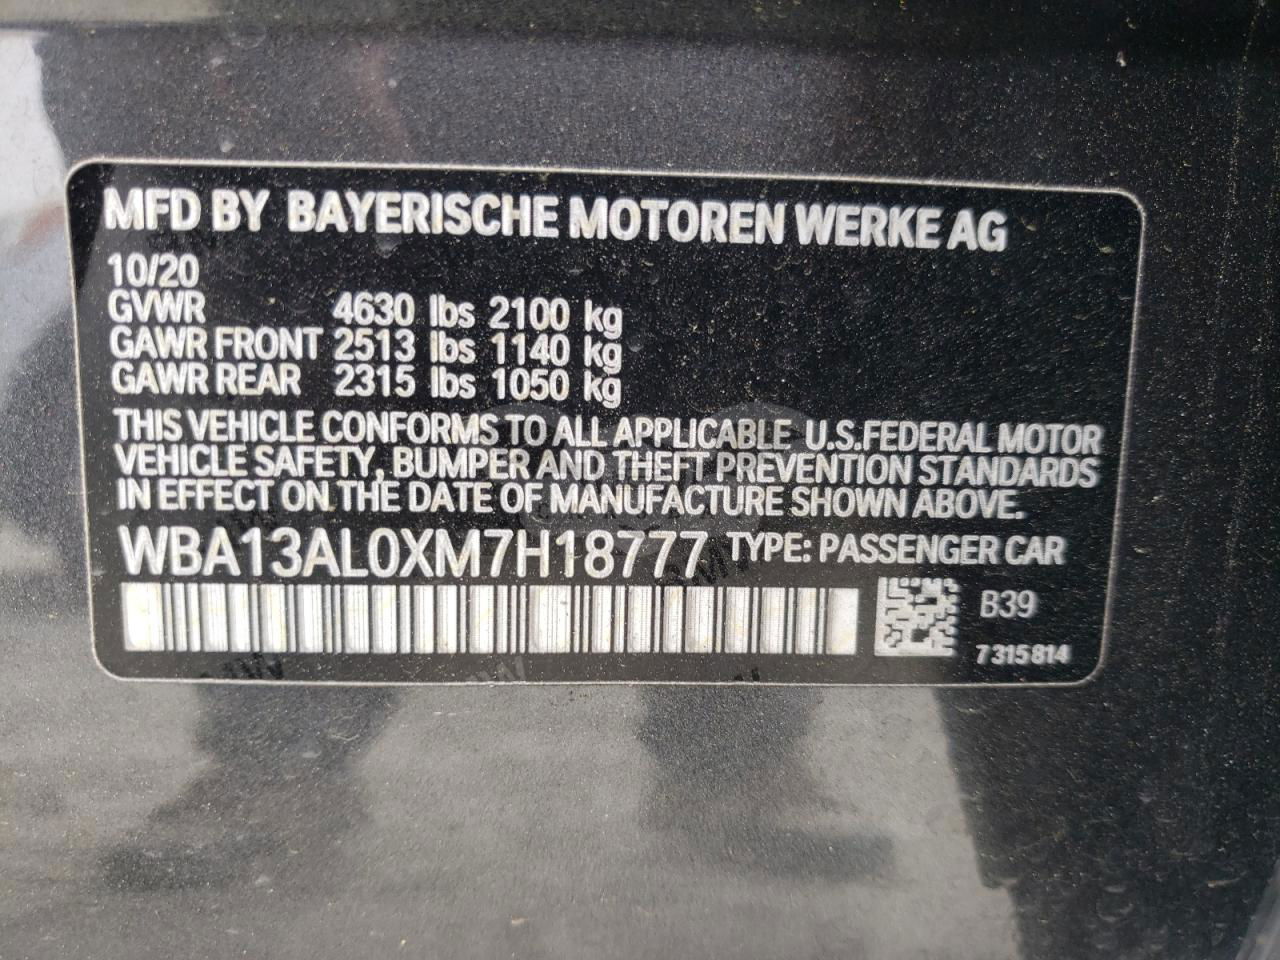 MFD BY BAYERISCHE MOTOREN WERKE AG
10/20
GVWR 4630 lbs 2100 kg
GAWR FRONT 2513 lbs 1140 kg
GAWR REAR 2315 lbs 1050 kg
THIS VEHICLE CONFORMS TO ALL APPLICABLE U.S.FEDERAL MOTOR
VEHICLE SAFETY, BUMPER AND THEFT PREVENTION STANDARDS
IN EFFECT ON THE DATE OF MANUFACTURE SHOWN ABOVE.
WBA13AL0XM7H18777 TYPE: PASSENGER CAR
B39
7315814